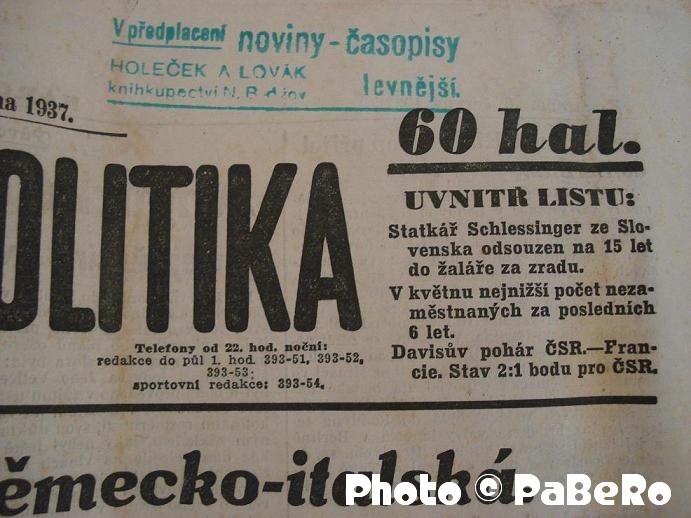 V předplacení noviny - časopisy
HOLEČEK A LOVÁK levnější.
knihkupectví N. B džov
na 1937.
60 hal.
OLITIKA
UVNITŘ LISTU:
Statkář Schlessinger ze Slo-
venska odsouzen na 15 let
do žaláře za zradu.
V květnu nejnižší počet neza-
městnaných za posledních
6 let.
Davisův pohár ČSR.—Fran-
cie. Stav 2:1 bodu pro ČSR.
Telefony od 22. hod. noční:
redakce do půl 1. hod. 393-51, 393-52,
393-53;
sportovní redakce: 393-54.
ěmecko-italská
Photo © PaBeRo